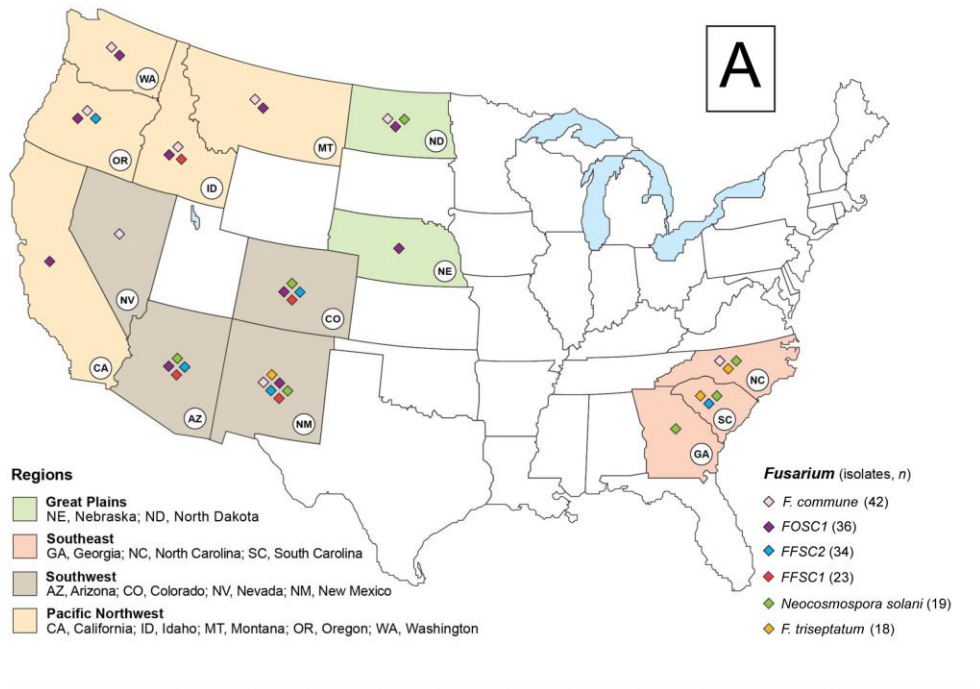 A
WA
MT
ND
OR
ID
NE
NV
CO
CA
AZ
NM
NC
SC
GA
Regions
Great Plains
NE, Nebraska; ND, North Dakota
Southeast
GA, Georgia; NC, North Carolina; SC, South Carolina
Southwest
AZ, Arizona; CO, Colorado; NV, Nevada; NM, New Mexico
Pacific Northwest
CA, California; ID, Idaho; MT, Montana; OR, Oregon; WA, Washington
Fusarium (isolates, n)
F. commune (42)
FOSC1 (36)
FFSC2 (34)
FFSC1 (23)
Neocosmospora solani (19)
F. triseptatum (18)